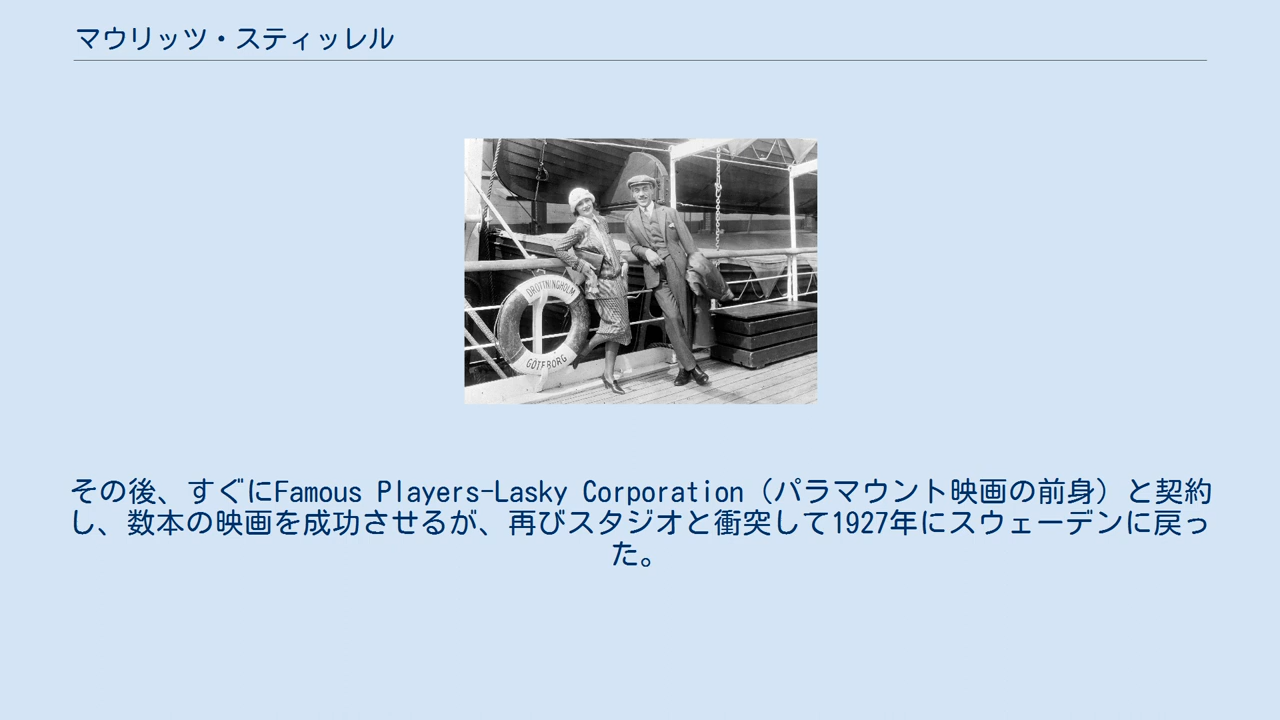 マウリッツ・スティッレル
DROTTNINGHOLM
GÖTEBORG
その後、すぐにFamous Players-Lasky Corporation（パラマウント映画の前身）と契約
し、数本の映画を成功させるが、再びスタジオと衝突して1927年にスウェーデンに戻っ
た。